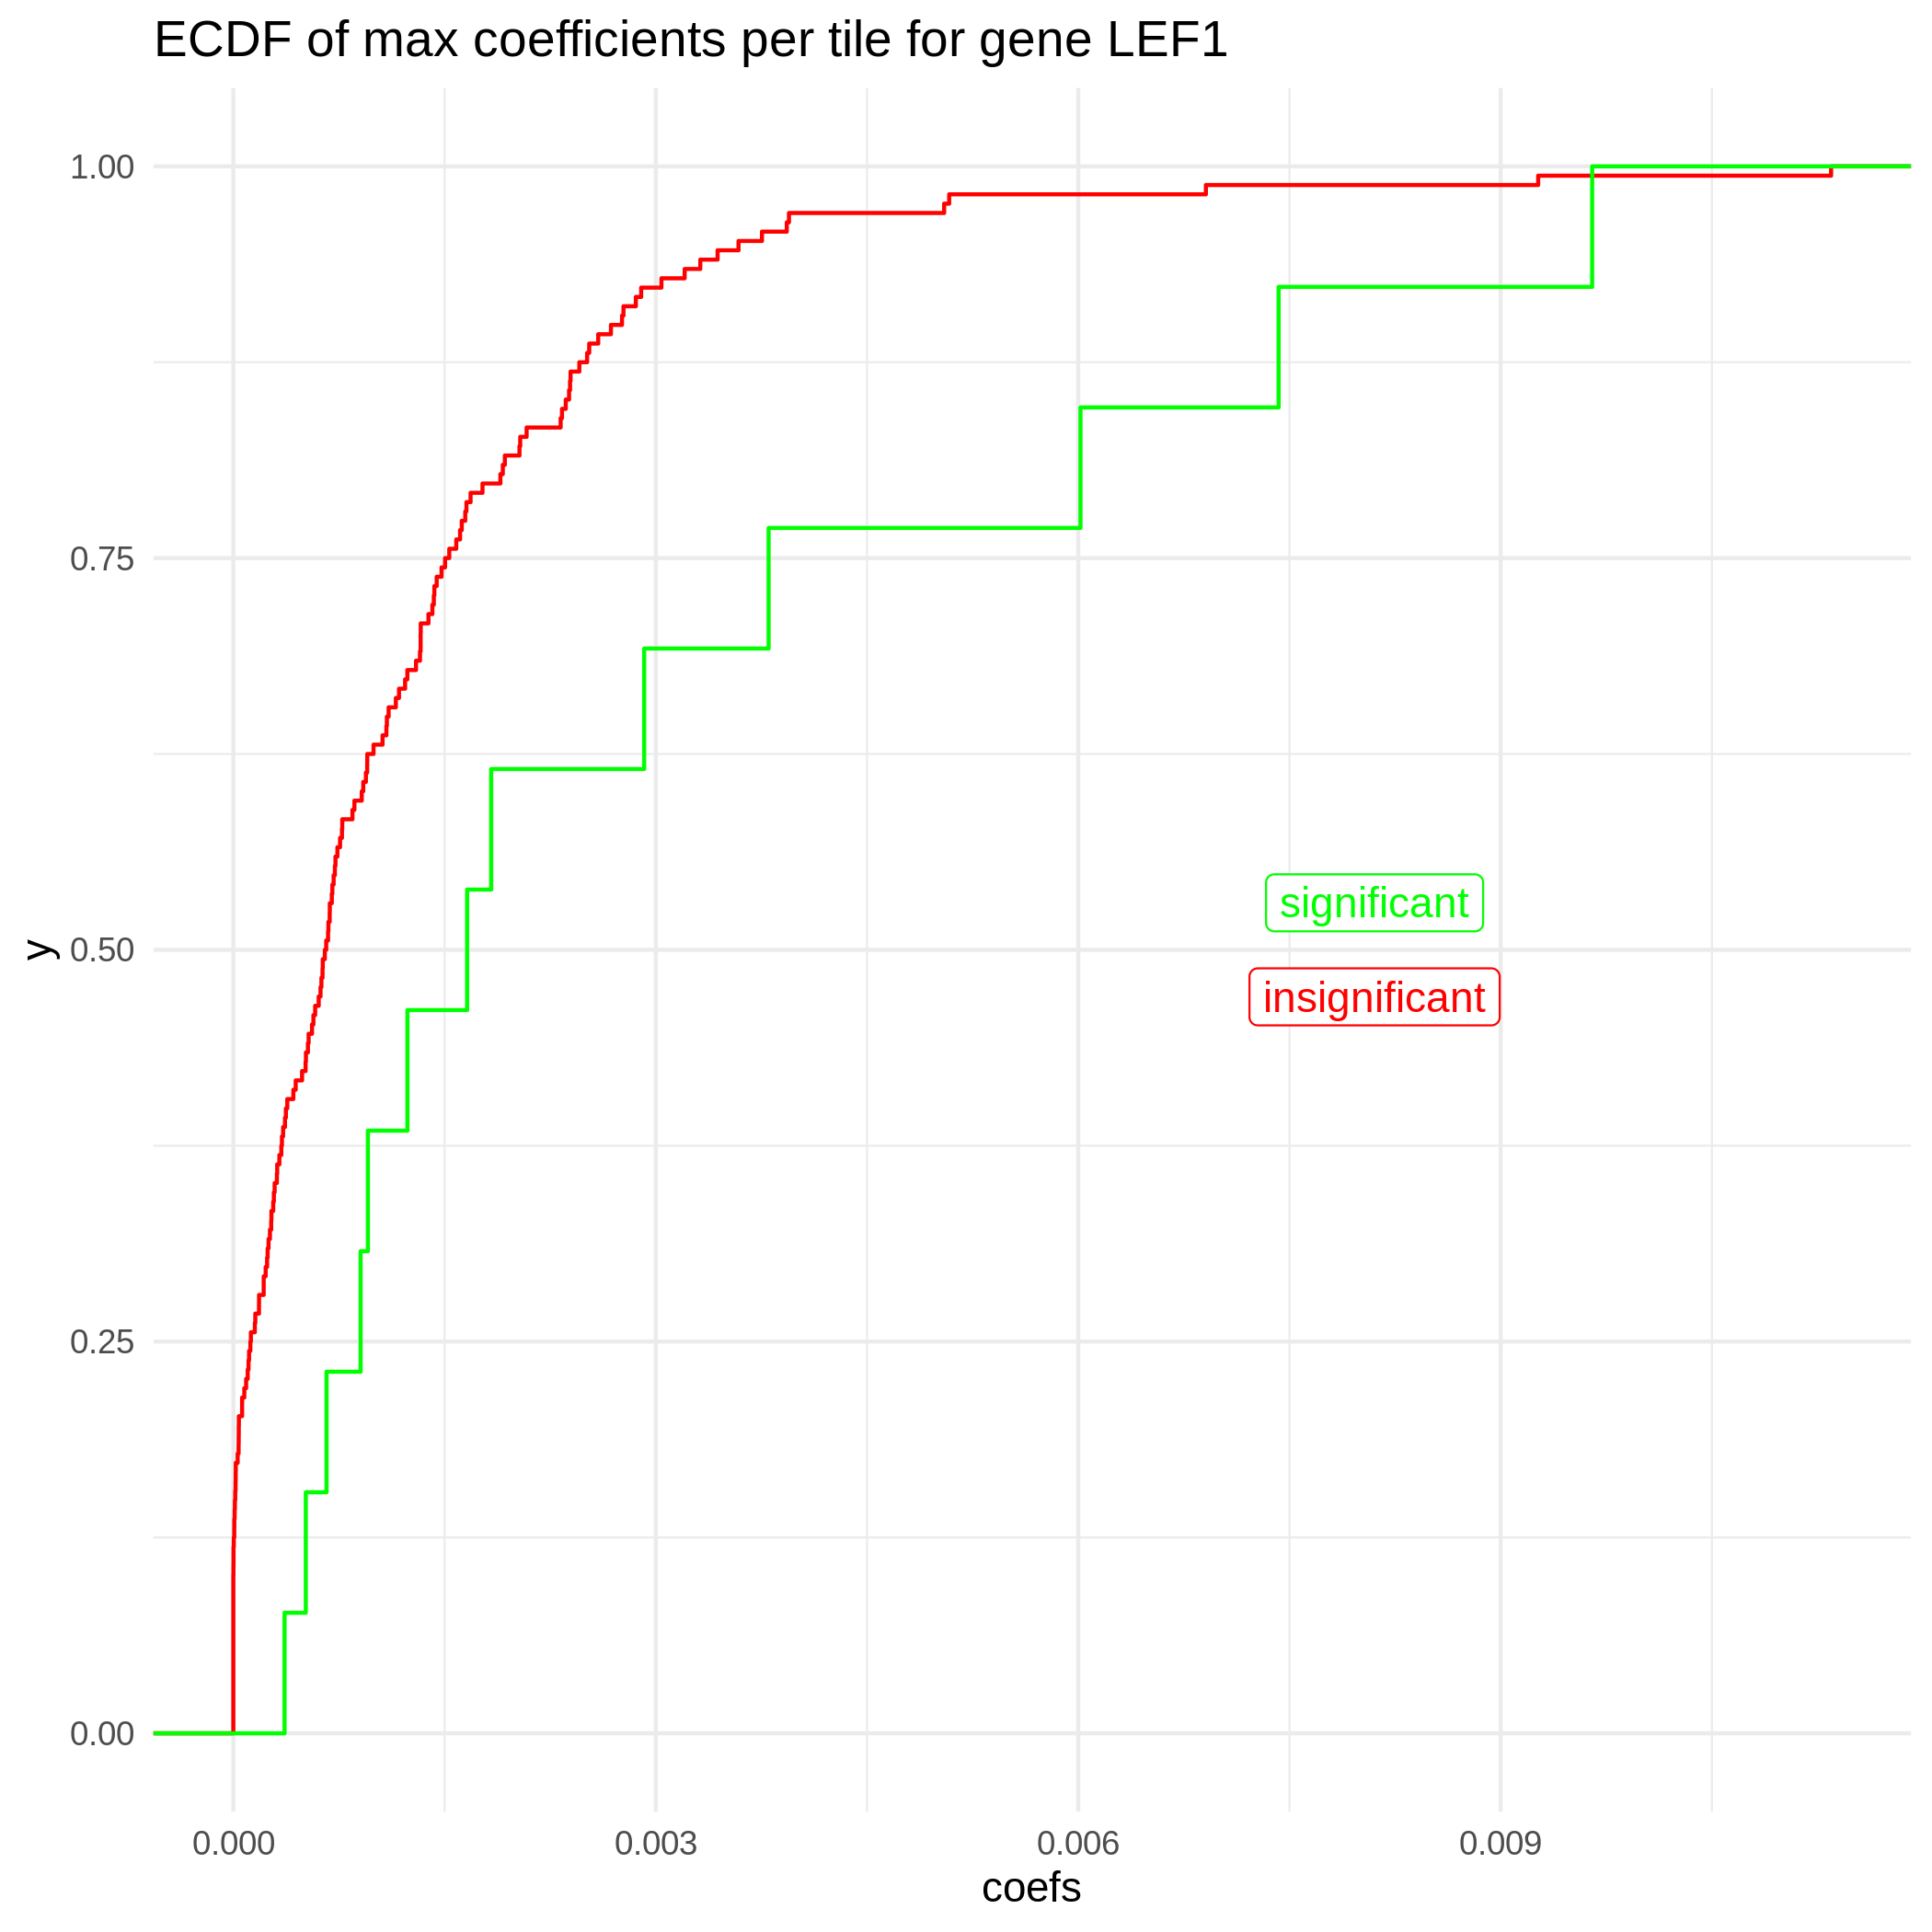 ECDF of max coefficients per tile for gene LEF1
1.00
0.75
0.50
0.25
0.00
y
significant
insignificant
0.000
0.003
0.006
0.009
coefs